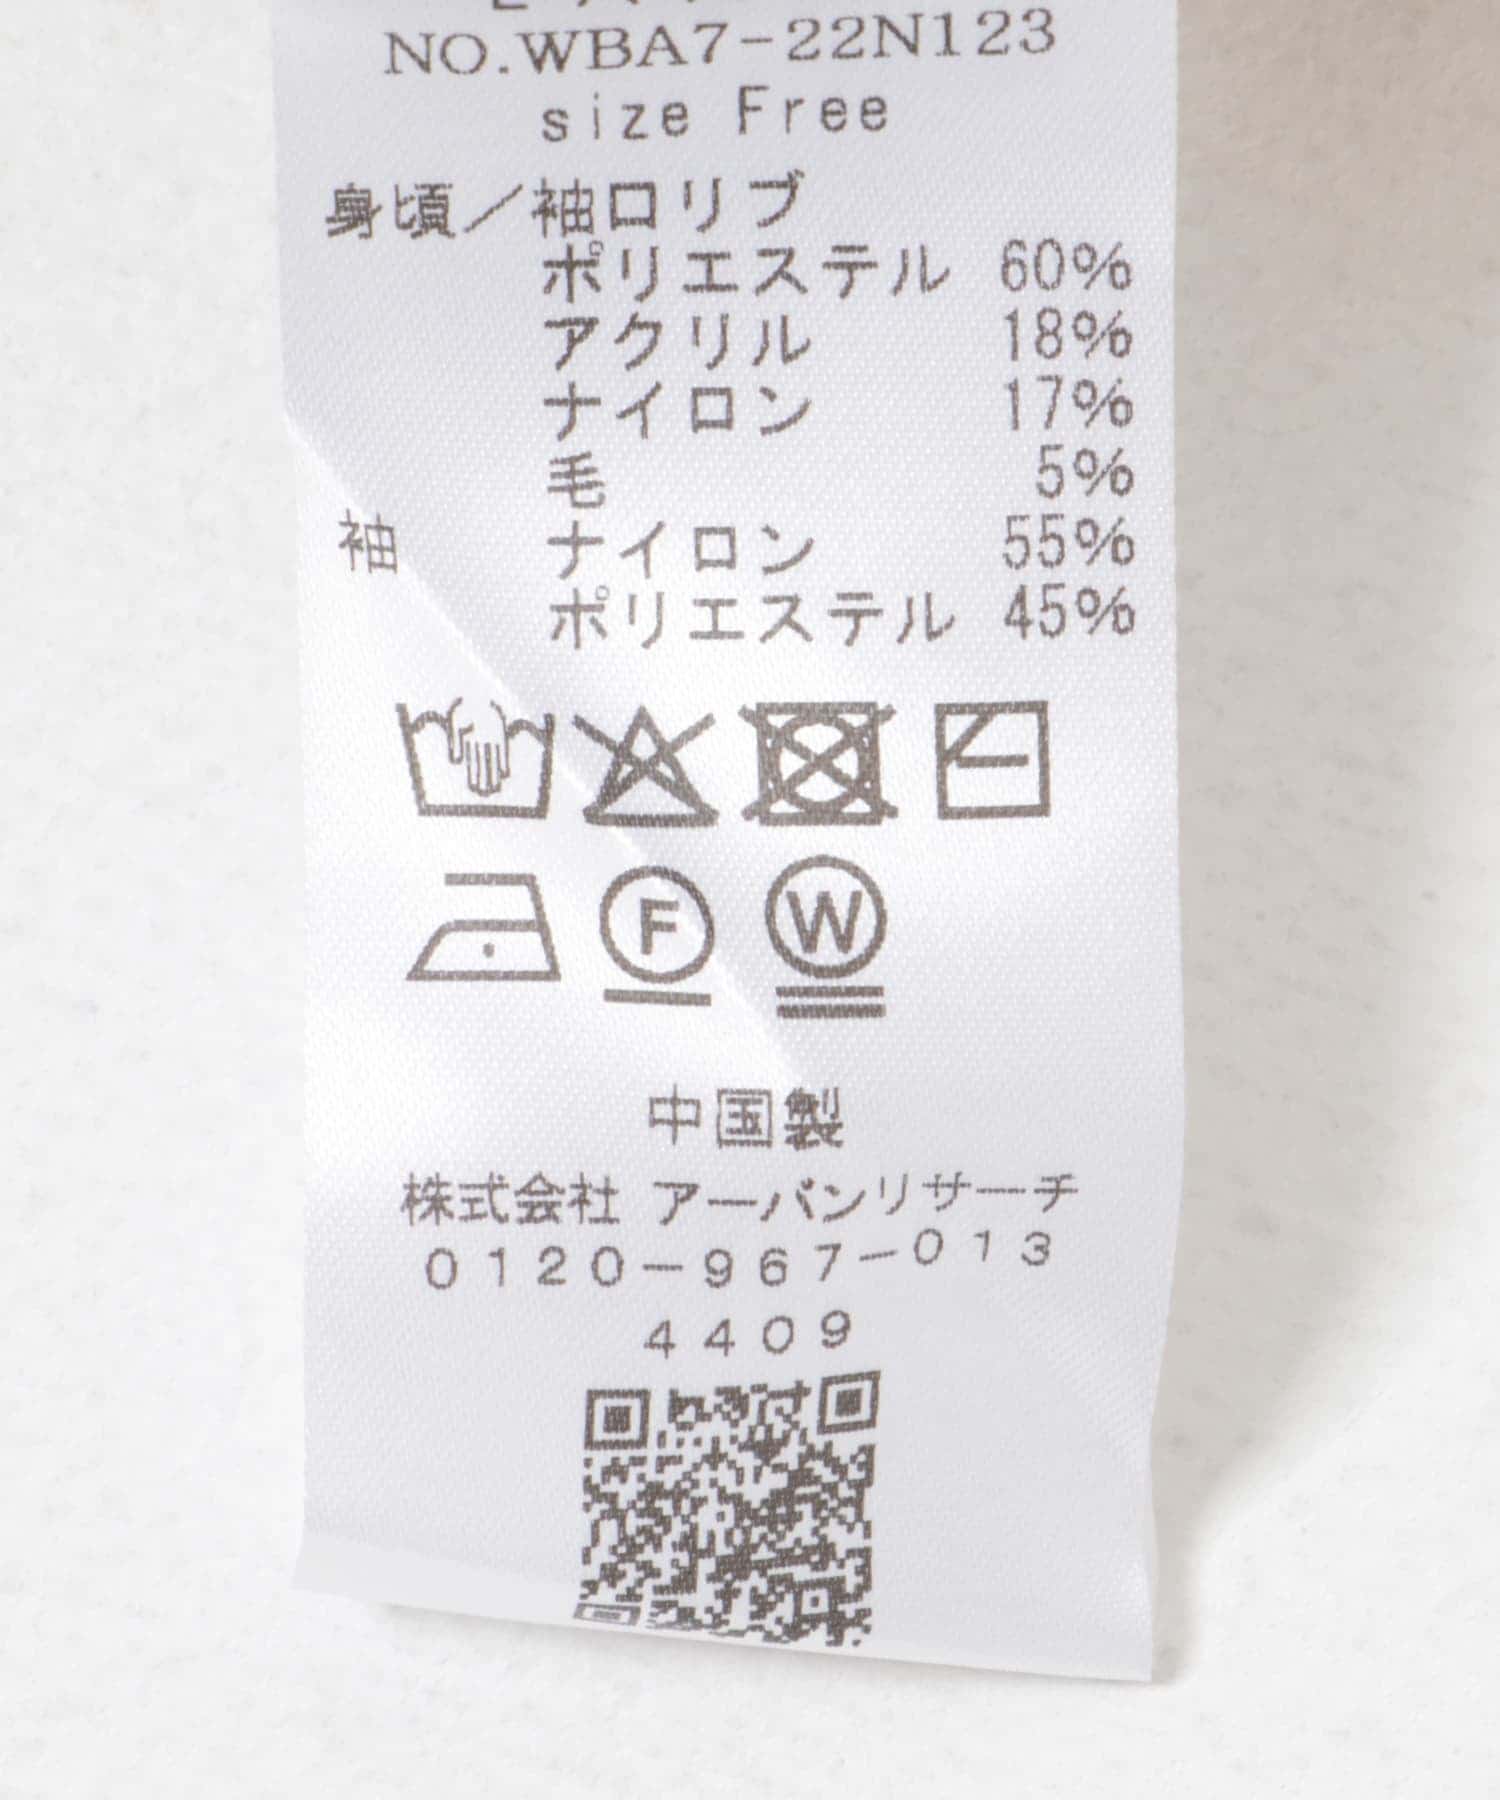 NO.WBA7-22N123
size Free
身頃／袖口リブ
ポリエステル 60%
アクリル 18%
ナイロン 17%
毛 5%
袖 ナイロン 55%
ポリエステル 45%
F W
中国製
株式会社 アーバンリサーチ
0120-967-013
4409